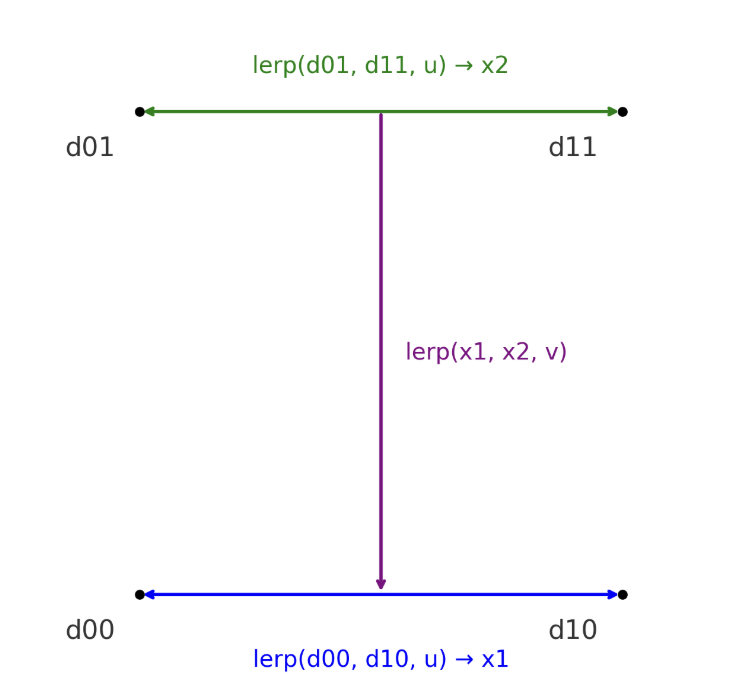 lerp(d01, d11, u) → x2
d01
d11
lerp(x1, x2, v)
d00
d10
lerp(d00, d10, u) → x1